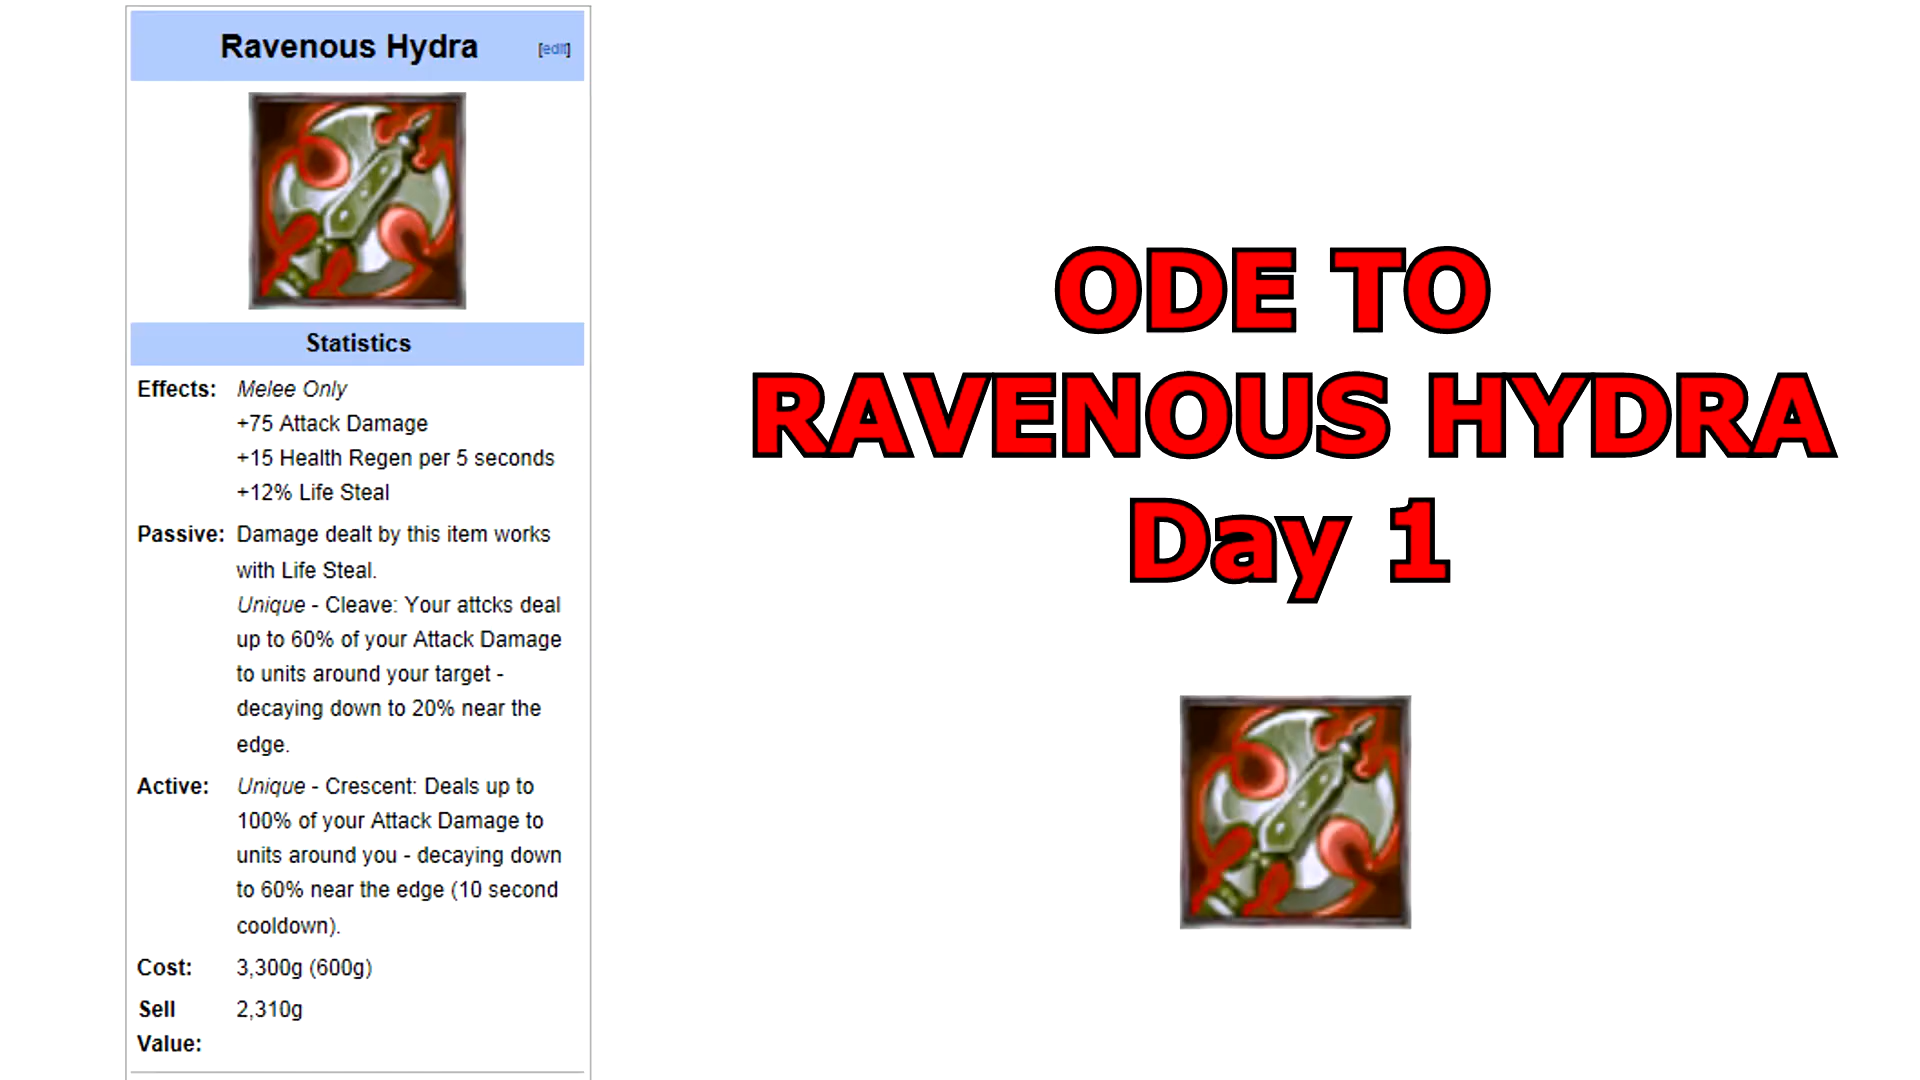 Ravenous Hydra [edit]
Statistics
Effects: Melee Only
+75 Attack Damage
+15 Health Regen per 5 seconds
+12% Life Steal
Passive: Damage dealt by this item works
with Life Steal.
Unique - Cleave: Your attcks deal
up to 60% of your Attack Damage
to units around your target -
decaying down to 20% near the
edge.
Active: Unique - Crescent: Deals up to
100% of your Attack Damage to
units around you - decaying down
to 60% near the edge (10 second
cooldown).
Cost: 3,300g (600g)
Sell 2,310g
Value:
ODE TO
RAVENOUS HYDRA
Day 1